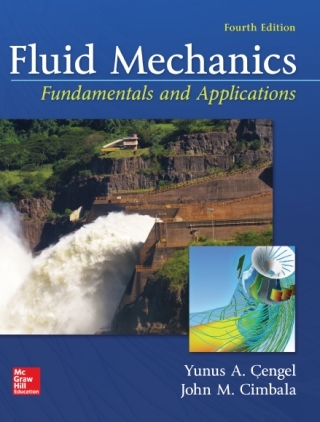 Fourth Edition
Fluid Mechanics
Fundamentals and Applications
Mc
Graw
Hill
Education
Yunus A. Çengel
John M. Cimbala